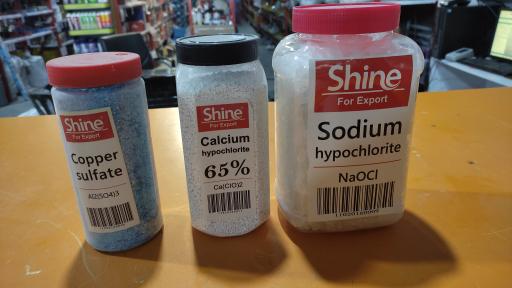 Shine
For Export
Copper
sulfate
Al2(SO4)3
Shine
For Export
Calcium
hypochlorite
65%
Ca(ClO)2
Shine
For Export
Sodium
hypochlorite
NaOCl